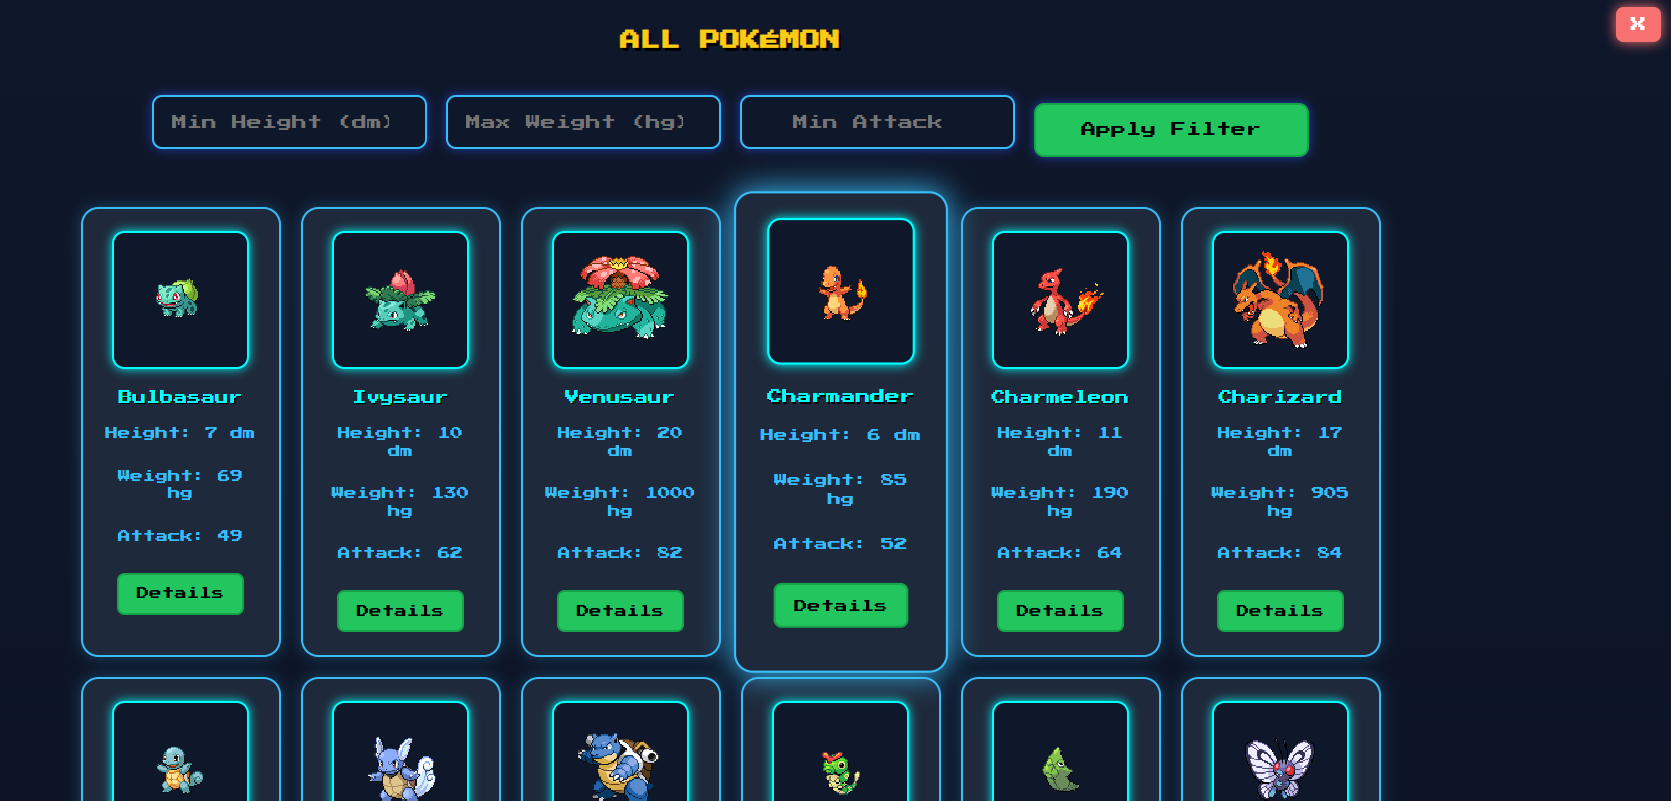 ALL POKéMON
X
Min Height (dm)
Max Weight (hg)
Min Attack
Apply Filter
Bulbasaur
Height: 7 dm
Weight: 69
hg
Attack: 49
Details
Ivysaur
Height: 10
dm
Weight: 130
hg
Attack: 62
Details
Venusaur
Height: 20
dm
Weight: 1000
hg
Attack: 82
Details
Charmander
Height: 6 dm
Weight: 85
hg
Attack: 52
Details
Charmeleon
Height: 11
dm
Weight: 190
hg
Attack: 64
Details
Charizard
Height: 17
dm
Weight: 905
hg
Attack: 84
Details